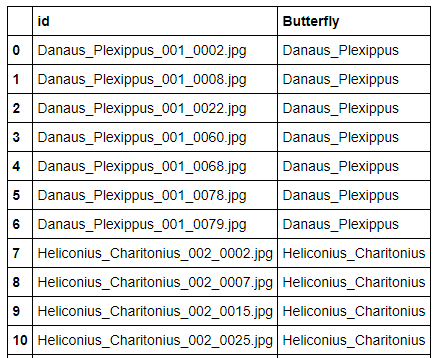 id Butterfly
0 Danaus_Plexippus_001_0002.jpg Danaus_Plexippus
1 Danaus_Plexippus_001_0008.jpg Danaus_Plexippus
2 Danaus_Plexippus_001_0022.jpg Danaus_Plexippus
3 Danaus_Plexippus_001_0060.jpg Danaus_Plexippus
4 Danaus_Plexippus_001_0068.jpg Danaus_Plexippus
5 Danaus_Plexippus_001_0078.jpg Danaus_Plexippus
6 Danaus_Plexippus_001_0079.jpg Danaus_Plexippus
7 Heliconius_Charitonius_002_0002.jpg Heliconius_Charitonius
8 Heliconius_Charitonius_002_0007.jpg Heliconius_Charitonius
9 Heliconius_Charitonius_002_0015.jpg Heliconius_Charitonius
10 Heliconius_Charitonius_002_0025.jpg Heliconius_Charitonius